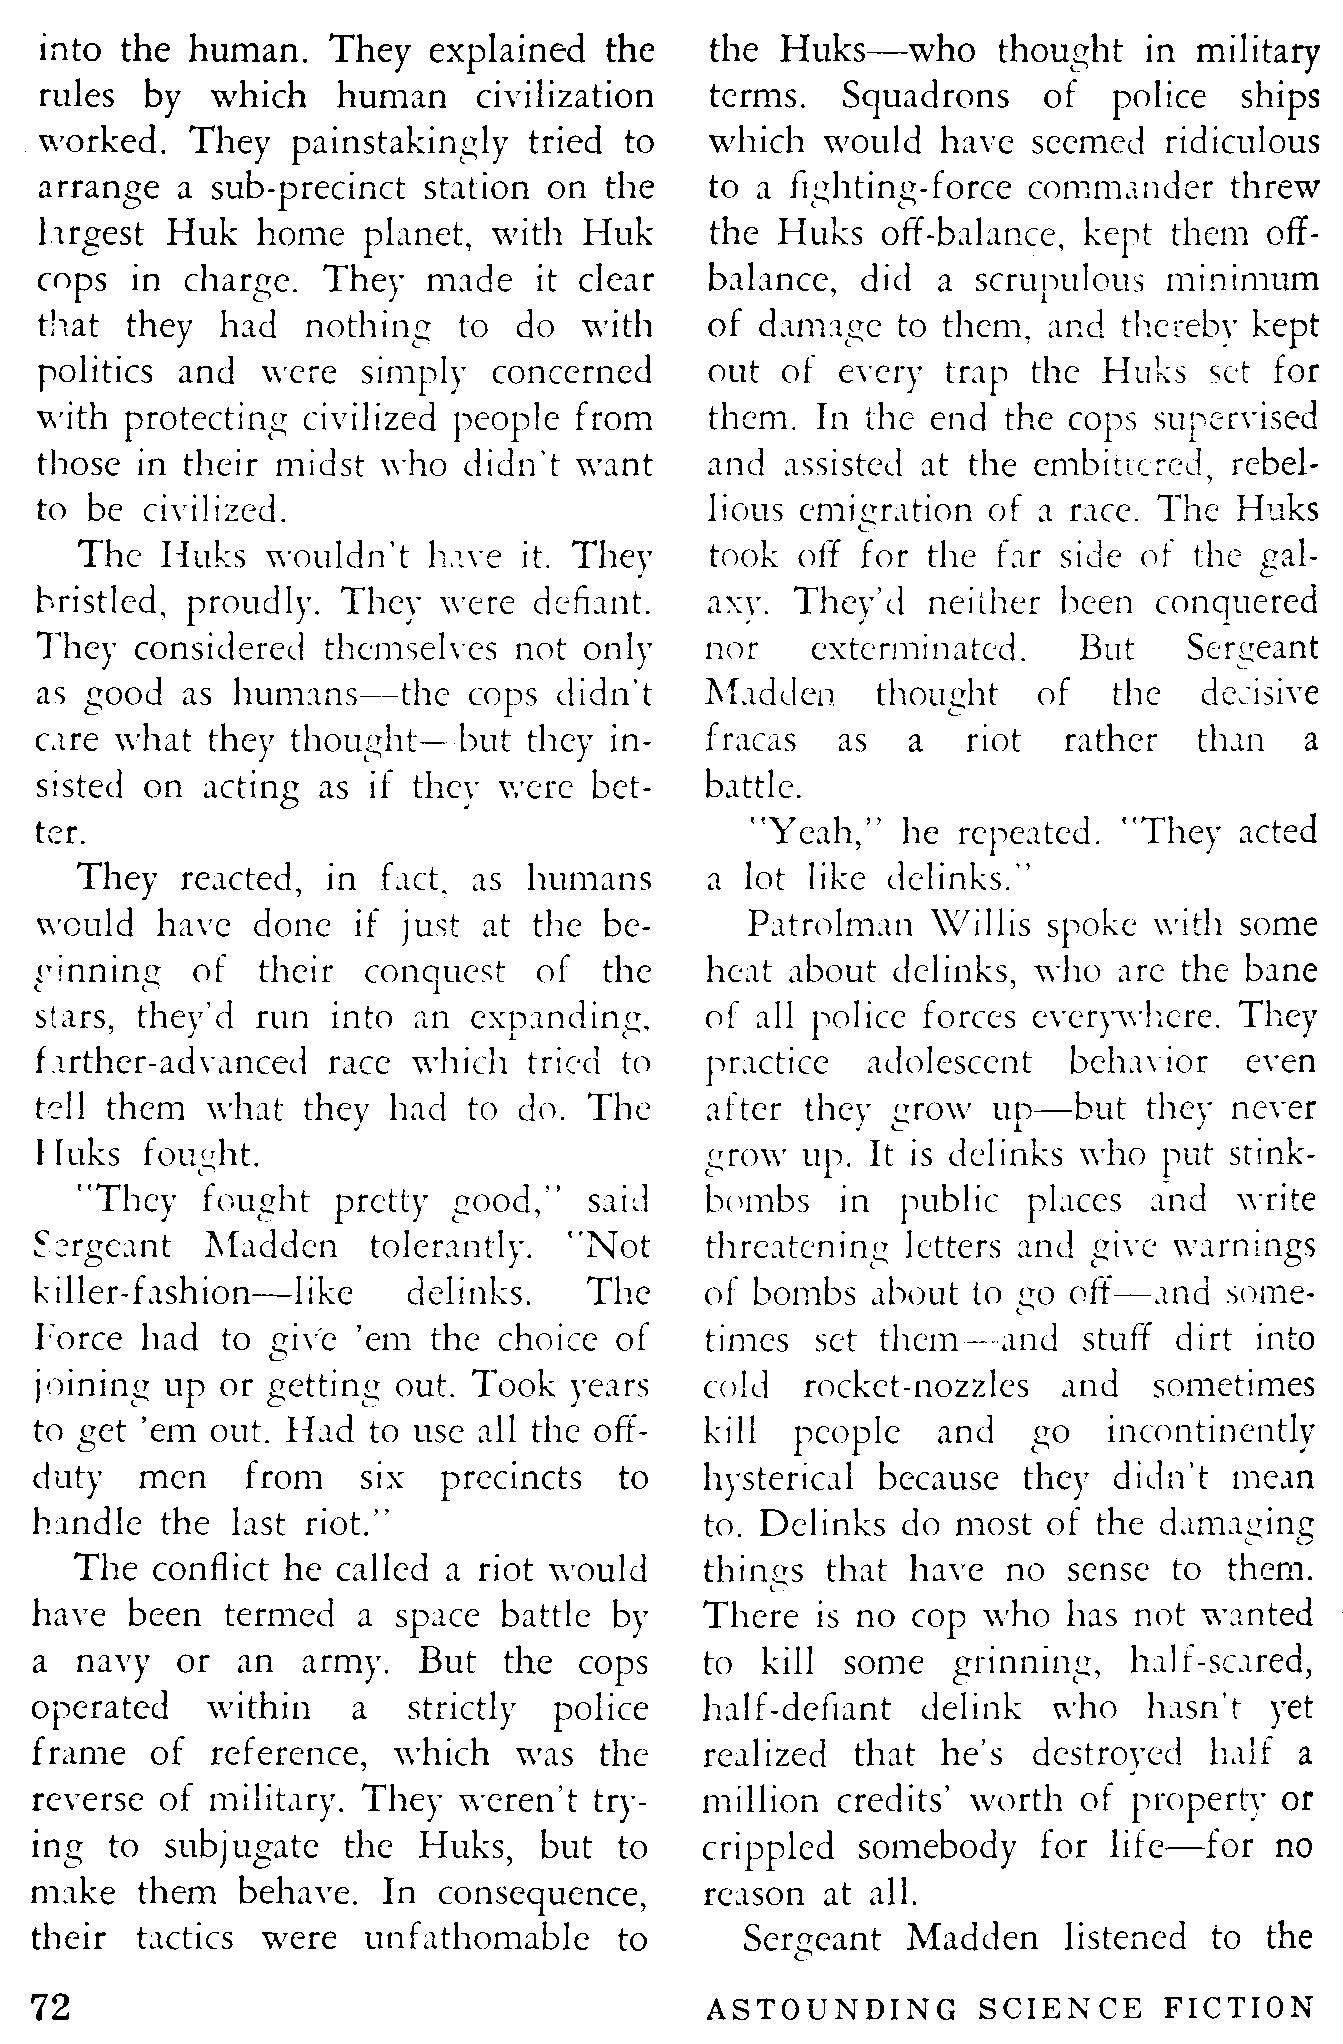 into the human. They explained the
rules by which human civilization
worked. They painstakingly tried to
arrange a sub-precinct station on the
largest Huk home planet, with Huk
cops in charge. They made it clear
that they had nothing to do with
politics and were simply concerned
with protecting civilized people from
those in their midst who didn't want
to be civilized.
The Huks wouldn't have it. They
bristled, proudly. They were defiant.
They considered themselves not only
as good as humans—the cops didn't
care what they thought—but they in-
sisted on acting as if they were bet-
ter.
They reacted, in fact, as humans
would have done if just at the be-
ginning of their conquest of the
stars, they'd run into an expanding,
farther-advanced race which tried to
tell them what they had to do. The
Huks fought.
"They fought pretty good," said
Sergeant Madden tolerantly. "Not
killer-fashion—like delinks. The
Force had to give 'em the choice of
joining up or getting out. Took years
to get 'em out. Had to use all the off-
duty men from six precincts to
handle the last riot."
The conflict he called a riot would
have been termed a space battle by
a navy or an army. But the cops
operated within a strictly police
frame of reference, which was the
reverse of military. They weren't try-
ing to subjugate the Huks, but to
make them behave. In consequence,
their tactics were unfathomable to
the Huks—who thought in military
terms. Squadrons of police ships
which would have seemed ridiculous
to a fighting-force commander threw
the Huks off-balance, kept them off-
balance, did a scrupulous minimum
of damage to them, and thereby kept
out of every trap the Huks set for
them. In the end the cops supervised
and assisted at the embittered, rebel-
lious emigration of a race. The Huks
took off for the far side of the gal-
axy. They'd neither been conquered
nor exterminated. But Sergeant
Madden thought of the decisive
fracas as a riot rather than a
battle.
"Yeah," he repeated. "They acted
a lot like delinks."
Patrolman Willis spoke with some
heat about delinks, who are the bane
of all police forces everywhere. They
practice adolescent behavior even
after they grow up—but they never
grow up. It is delinks who put stink-
bombs in public places and write
threatening letters and give warnings
of bombs about to go off—and some-
times set them—and stuff dirt into
cold rocket-nozzles and sometimes
kill people and go incontinently
hysterical because they didn't mean
to. Delinks do most of the damaging
things that have no sense to them.
There is no cop who has not wanted
to kill some grinning, half-scared,
half-defiant delink who hasn't yet
realized that he's destroyed half a
million credits' worth of property or
crippled somebody for life—for no
reason at all.
Sergeant Madden listened to the
72
ASTOUNDING SCIENCE FICTION